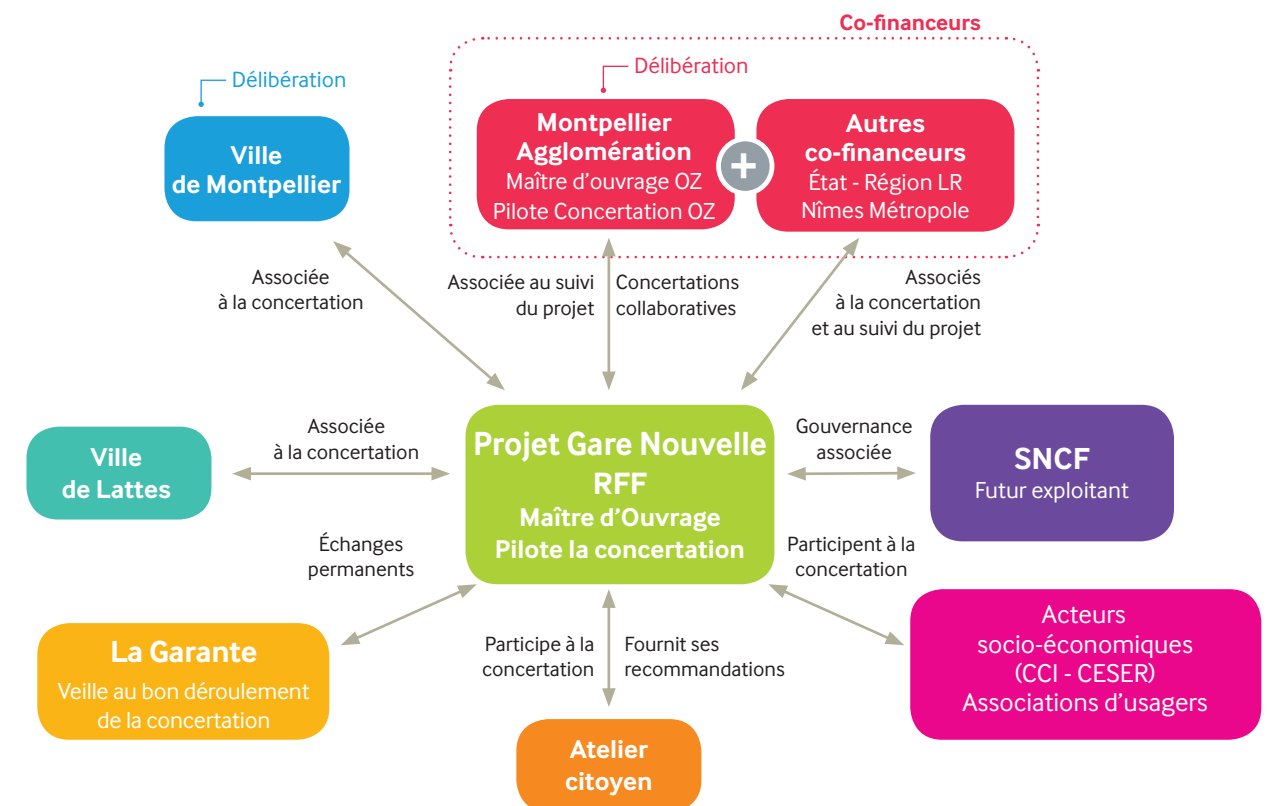 Co-financeurs
Délibération
Délibération
Ville
de Montpellier
Montpellier
Agglomération
Maître d'ouvrage OZ
Pilote Concertation OZ
+
Autres
co-financeurs
État - Région LR
Nîmes Métropole
Associée
à la concertation
Associée au suivi
du projet
Concertations
collaboratives
Associés
à la concertation
et au suivi du projet
Ville
de Lattes
Associée
à la concertation
Projet Gare Nouvelle
RFF
Maître d'Ouvrage
Pilote la concertation
Gouvernance
associée
SNCF
Futur exploitant
Échanges
permanents
Participent à la
concertation
La Garante
Veille au bon déroulement
de la concertation
Participe à la
concertation
Fournit ses
recommandations
Acteurs
socio-économiques
(CCI - CESER)
Associations d'usagers
Atelier
citoyen